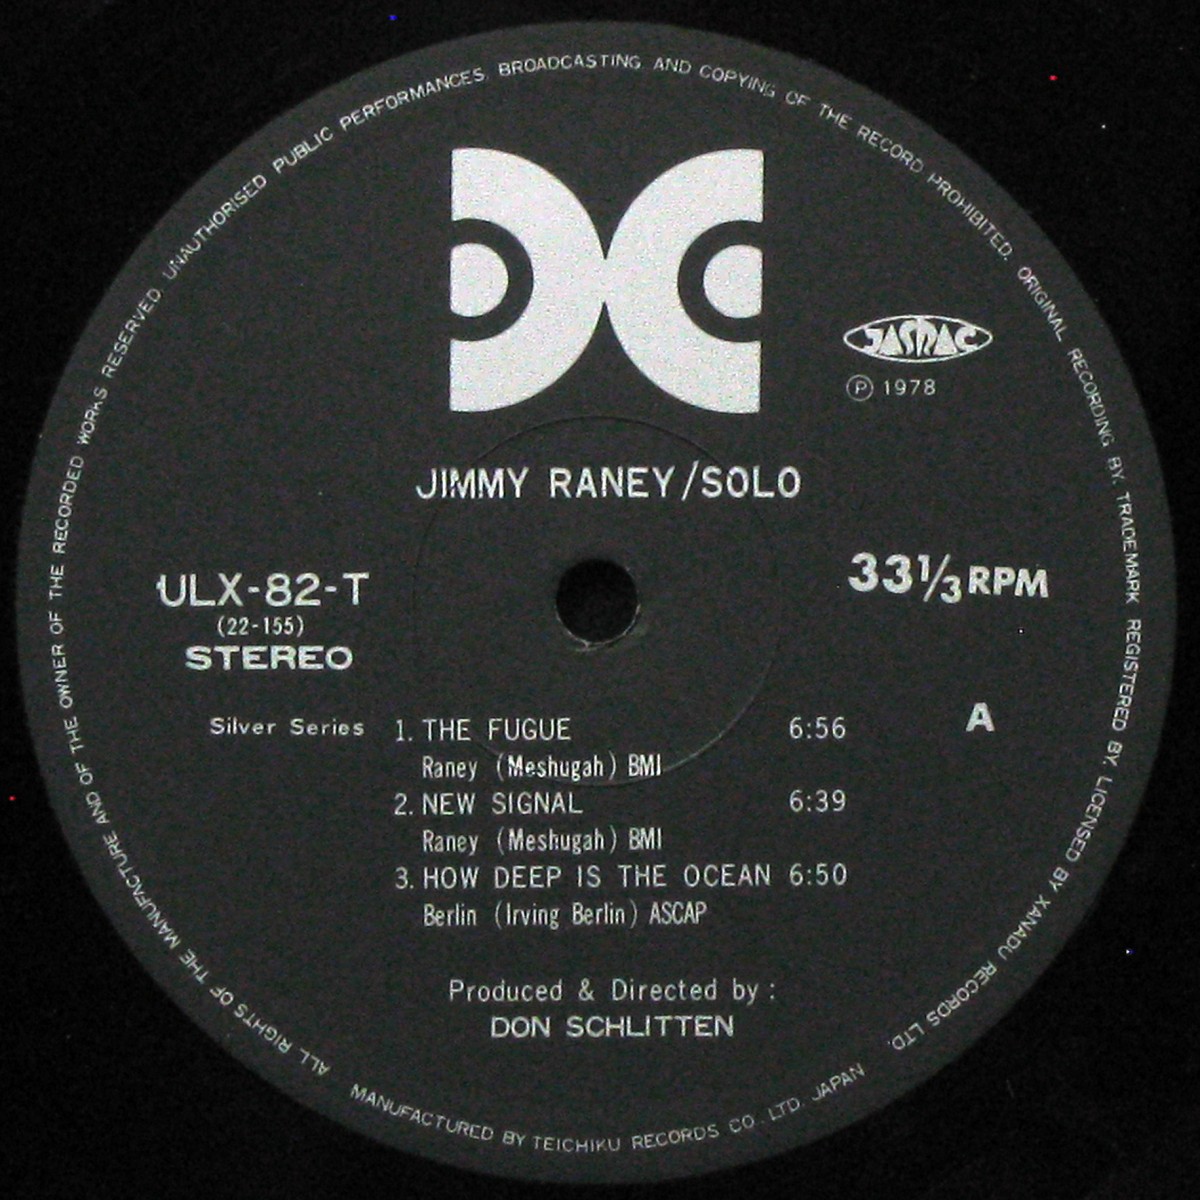 ALL RIGHTS OF THE MANUFACTURE AND OF THE OWNER OF THE RECORDED WORKS RESERVED. UNAUTHORISED PUBLIC PERFORMANCES. BROADCASTING AND COPYING OF THE RECORD PROHIBITED. ORIGINAL RECORDING BY. TRADEMARK REGISTERED BY. LICENSED BY XANADU RECORDS LTD.
JASRAC
Ⓟ 1978
JIMMY RANEY/SOLO
33⅓ RPM
ULX-82-T
(22-155)
STEREO
Silver Series
A
1. THE FUGUE 6:56
Raney (Meshugah) BMI
2. NEW SIGNAL 6:39
Raney (Meshugah) BMI
3. HOW DEEP IS THE OCEAN 6:50
Berlin (Irving Berlin) ASCAP
Produced & Directed by :
DON SCHLITTEN
MANUFACTURED BY TEICHIKU RECORDS CO., LTD. JAPAN